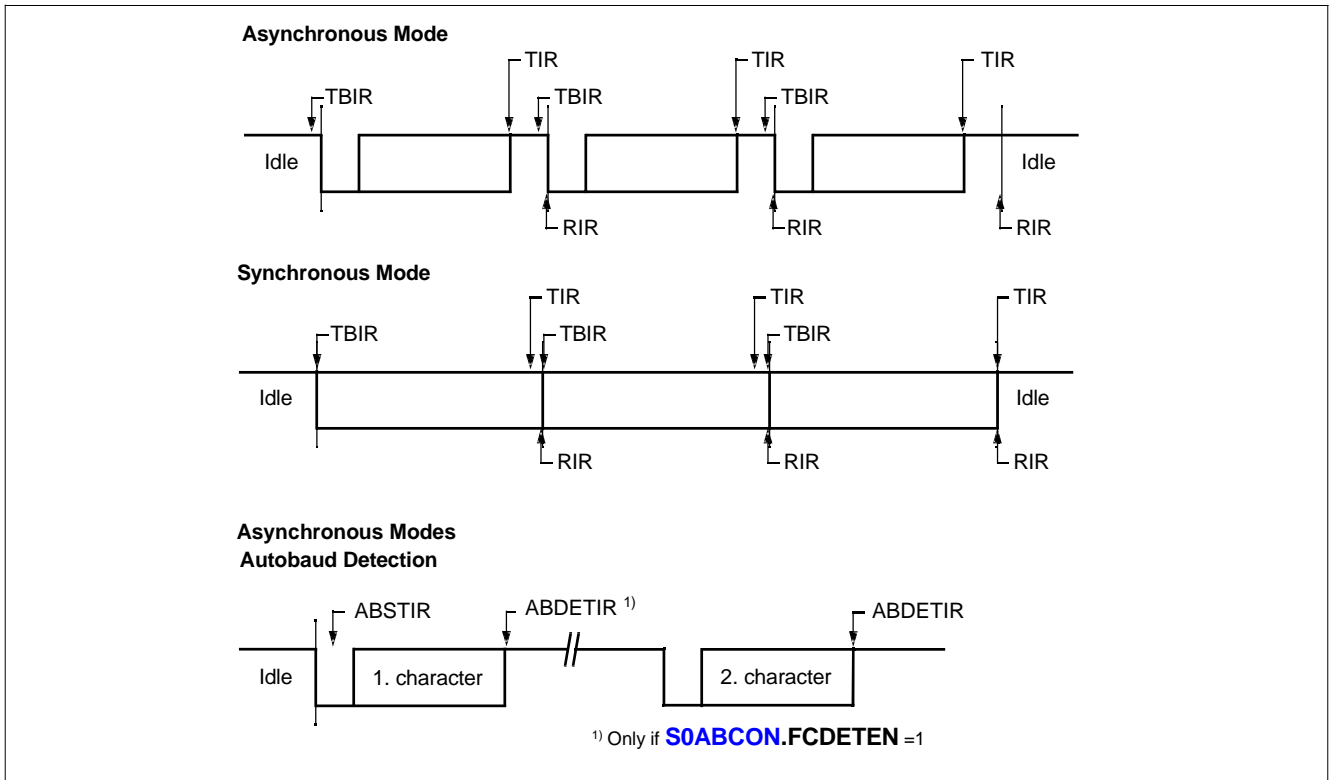 Asynchronous Mode
TIR TIR TIR
TBIR TBIR TBIR
Idle Idle
RIR RIR RIR
Synchronous Mode
TIR TIR TIR
TBIR TBIR TBIR
Idle Idle
RIR RIR RIR
Asynchronous Modes
Autobaud Detection
ABSTIR ABDETIR 1) ABDETIR
Idle 1. character 2. character
1) Only if S0ABCON.FCDETEN =1